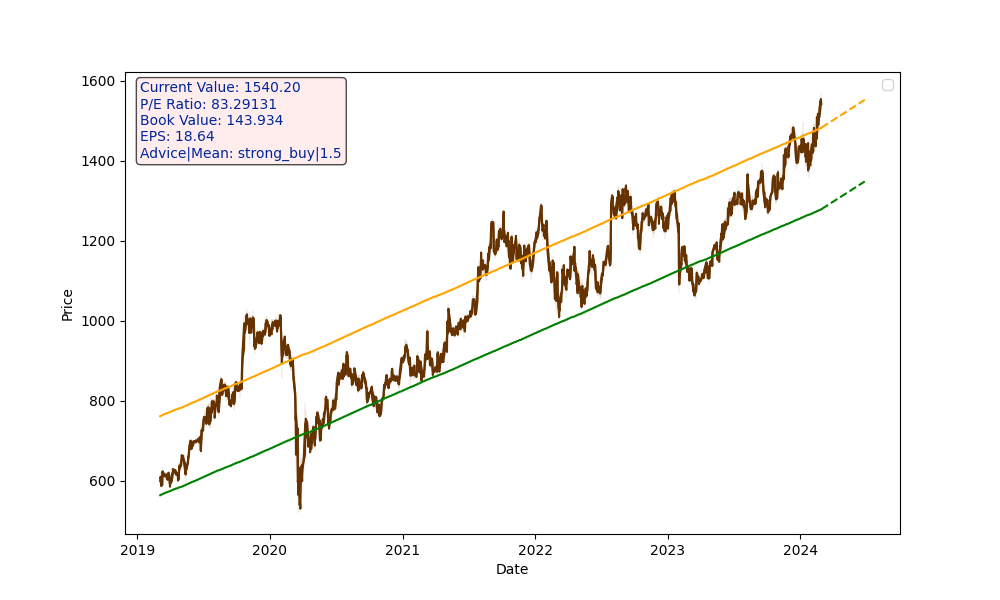 Current Value: 1540.20
P/E Ratio: 83.29131
Book Value: 143.934
EPS: 18.64
Advice|Mean: strong_buy|1.5
1600
1400
1200
1000
800
600
Price
2019 2020 2021 2022 2023 2024
Date